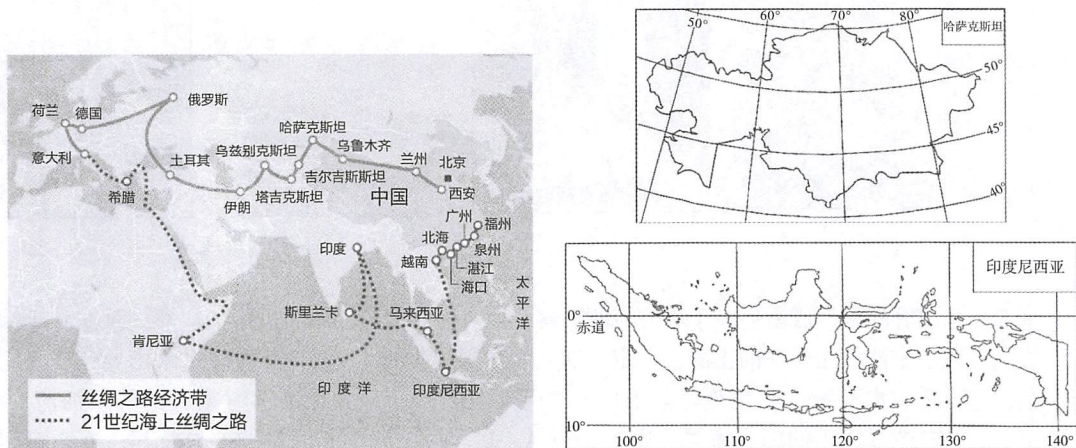 荷兰
德国
俄罗斯
意大利
希腊
土耳其
乌兹别克斯坦
哈萨克斯坦
乌鲁木齐
兰州
北京
西安
吉尔吉斯斯坦
塔吉克斯坦
伊朗
中国
广州
福州
北海
泉州
越南
湛江
海口
印度
斯里兰卡
马来西亚
肯尼亚
印度洋
印度尼西亚
太平洋
丝绸之路经济带
21世纪海上丝绸之路
50°
60°
70°
80°
哈萨克斯坦
50°
45°
40°
印度尼西亚
0°
赤道
10°
100°
110°
120°
130°
140°